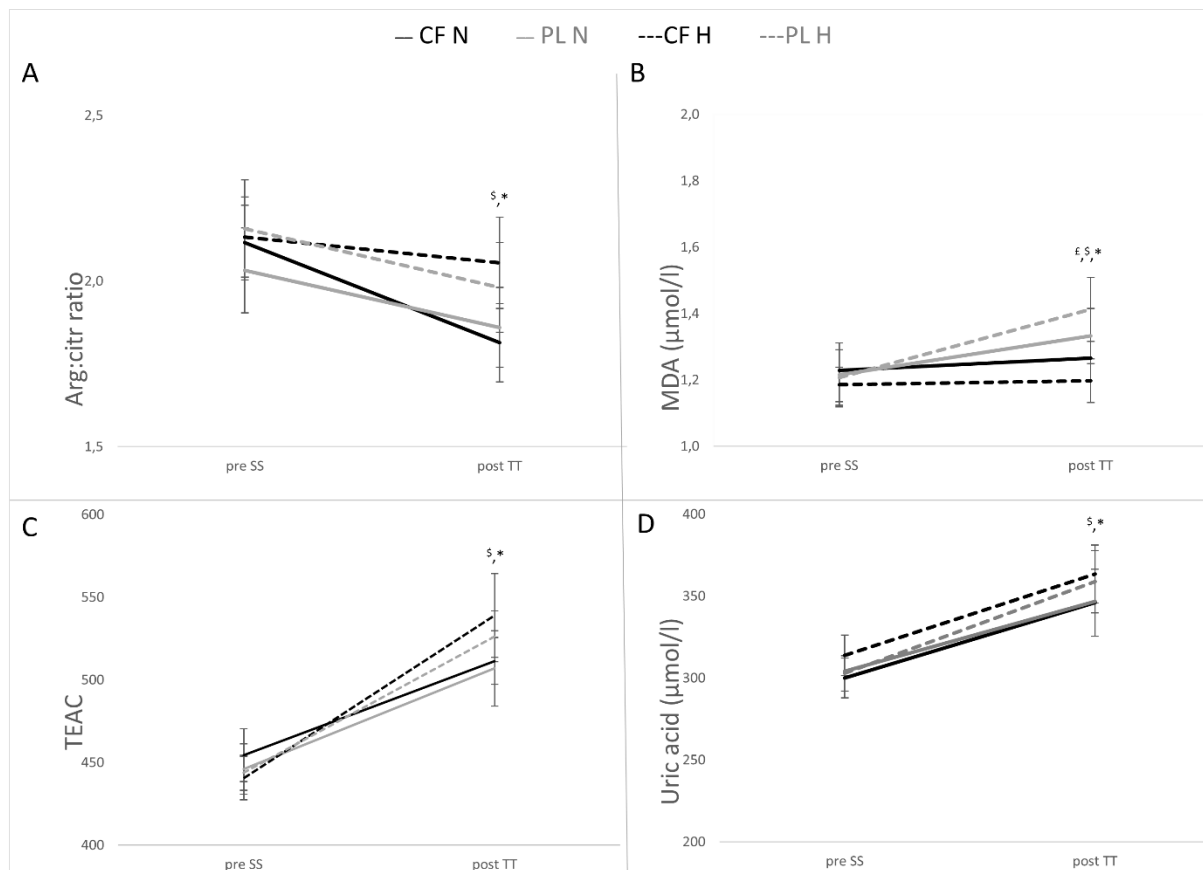 CF N PL N CF H PL H
A
Arg:citr ratio
2,5
2,0
1,5
$,*
pre SS post TT
B
MDA (µmol/l)
2,0
1,8
1,6
1,4
1,2
1,0
£,$,*
pre SS post TT
C
TEAC
600
550
500
450
400
$,*
pre SS post TT
D
Uric acid (µmol/l)
400
350
300
250
200
$,*
pre SS post TT